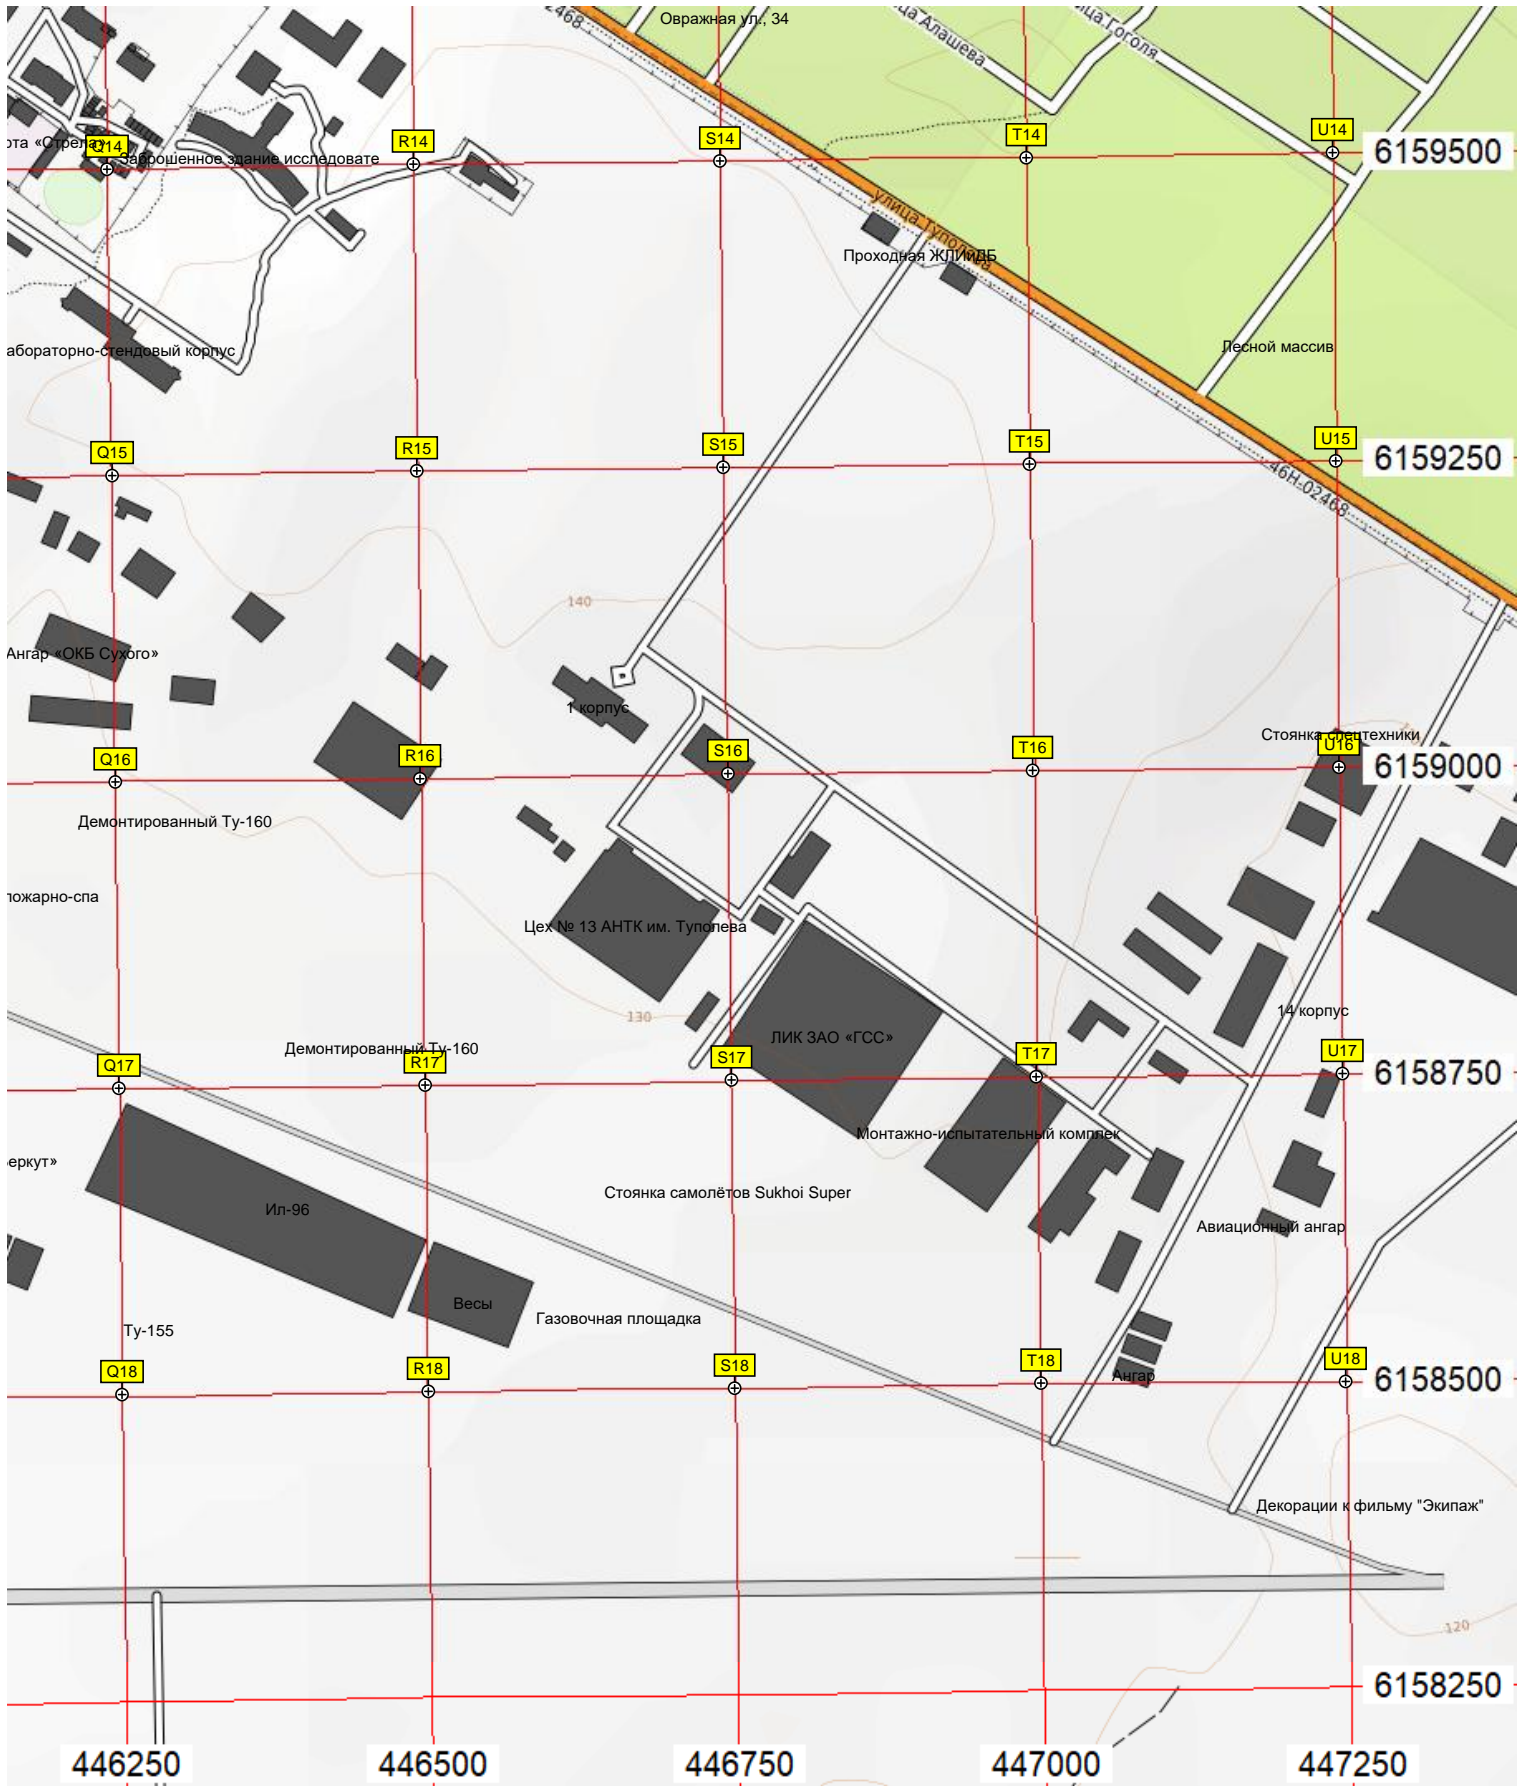 2468
Овражная ул., 34
ца Алашева
ица Гоголя
ота «Стрела»
Q14
Заброшенное здание исследовате
R14
S14
T14
U14
6159500
улица Туполева
Проходная ЖЛИиДБ
Лесной массив
абораторно-стендовый корпус
Q15
R15
S15
T15
U15
6159250
46Н-02468
140
Ангар «ОКБ Сухого»
1 корпус
Стоянка спецтехники
Q16
R16
S16
T16
U16
6159000
Демонтированный Ту-160
пожарно-спа
Цех № 13 АНТК им. Туполева
130
14 корпус
ЛИК ЗАО «ГСС»
Демонтированный Ту-160
Q17
R17
S17
T17
U17
6158750
Монтажно-испытательный комплек
еркут»
Стоянка самолётов Sukhoi Super
Ил-96
Авиационный ангар
Весы
Газовочная площадка
Ту-155
Q18
R18
S18
T18
U18
6158500
Ангар
Декорации к фильму "Экипаж"
120
6158250
446250
446500
446750
447000
447250